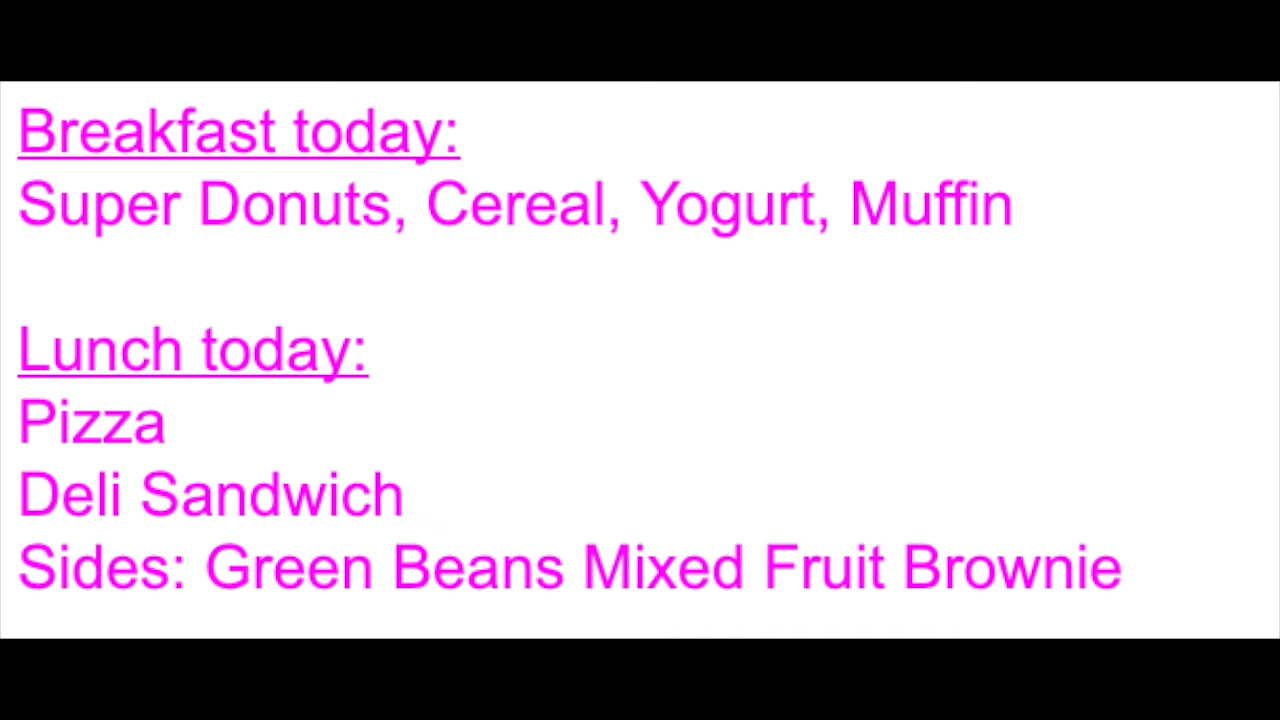 Breakfast today:
Super Donuts, Cereal, Yogurt, Muffin
Lunch today:
Pizza
Deli Sandwich
Sides: Green Beans Mixed Fruit Brownie